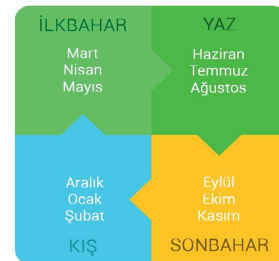 İLKBAHAR
Mart
Nisan
Mayıs
YAZ
Haziran
Temmuz
Ağustos
Aralık
Ocak
Şubat
KIŞ
Eylül
Ekim
Kasım
SONBAHAR